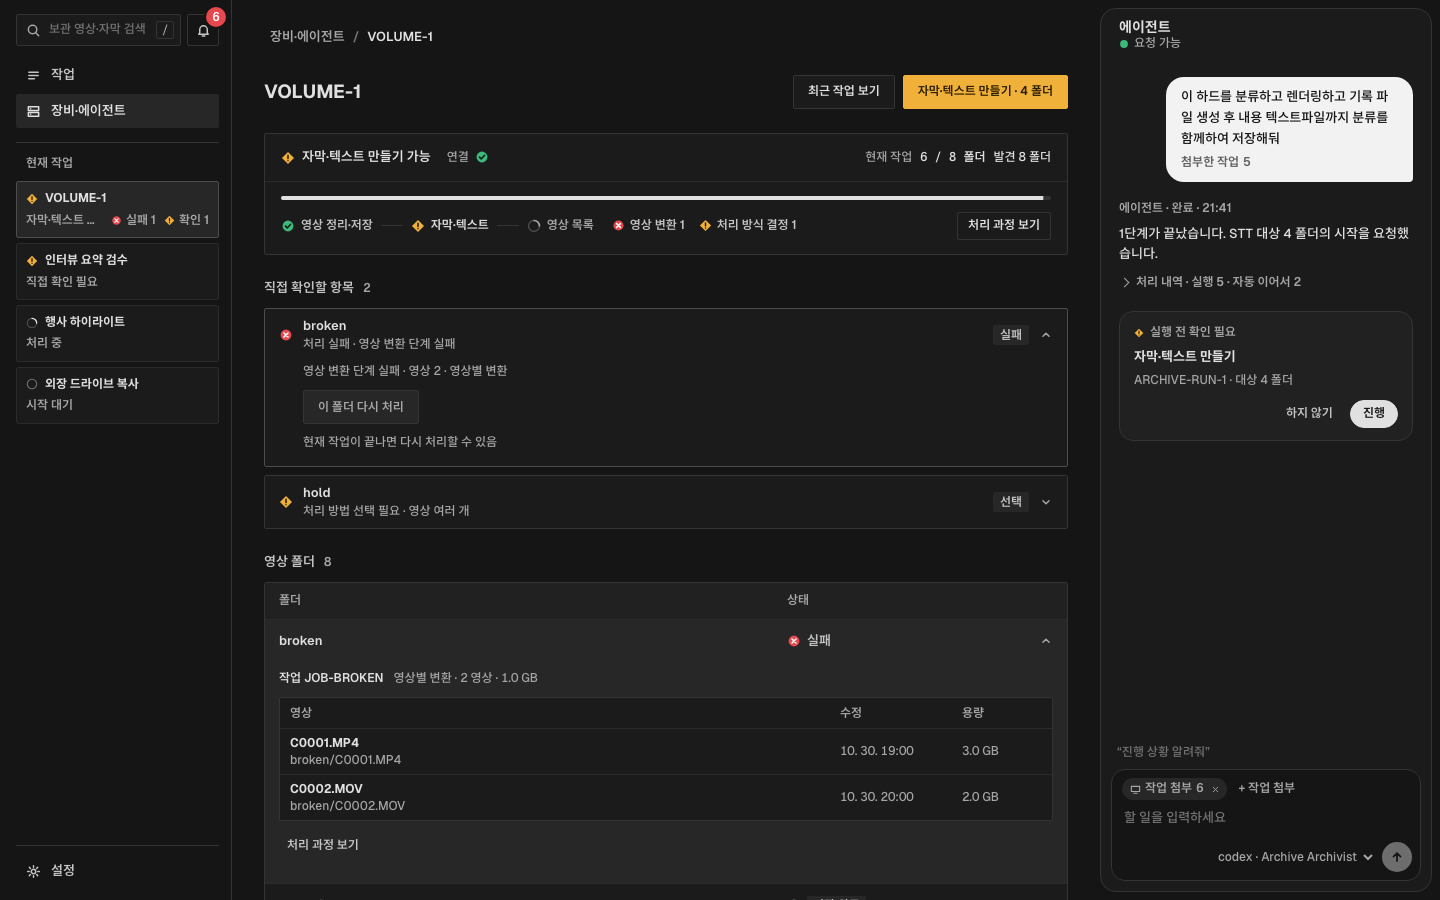 보관 영상·자막 검색 /
6
작업
장비·에이전트
현재 작업
VOLUME-1
자막·텍스트 ... 실패 1 확인 1
인터뷰 요약 검수
직접 확인 필요
행사 하이라이트
처리 중
외장 드라이브 복사
시작 대기
설정
장비·에이전트 / VOLUME-1
VOLUME-1
최근 작업 보기
자막·텍스트 만들기 · 4 폴더
자막·텍스트 만들기 가능 연결
현재 작업 6 / 8 폴더 발견 8 폴더
영상 정리·저장
자막·텍스트
영상 목록
영상 변환 1
처리 방식 결정 1
처리 과정 보기
직접 확인할 항목 2
broken
처리 실패 · 영상 변환 단계 실패
실패
영상 변환 단계 실패 · 영상 2 · 영상별 변환
이 폴더 다시 처리
현재 작업이 끝나면 다시 처리할 수 있음
hold
처리 방법 선택 필요 · 영상 여러 개
선택
영상 폴더 8
폴더 상태
broken 실패
작업 JOB-BROKEN 영상별 변환 · 2 영상 · 1.0 GB
영상 수정 용량
C0001.MP4
broken/C0001.MP4
10. 30. 19:00 3.0 GB
C0002.MOV
broken/C0002.MOV
10. 30. 20:00 2.0 GB
처리 과정 보기
에이전트
요청 가능
이 하드를 분류하고 렌더링하고 기록 파
일 생성 후 내용 텍스트파일까지 분류를
함께하여 저장해둬
첨부한 작업 5
에이전트 · 완료 · 21:41
1단계가 끝났습니다. STT 대상 4 폴더의 시작을 요청했
습니다.
처리 내역 · 실행 5 · 자동 이어서 2
실행 전 확인 필요
자막·텍스트 만들기
ARCHIVE-RUN-1 · 대상 4 폴더
하지 않기 진행
“진행 상황 알려줘”
작업 첨부 6 × + 작업 첨부
할 일을 입력하세요
codex · Archive Archivist